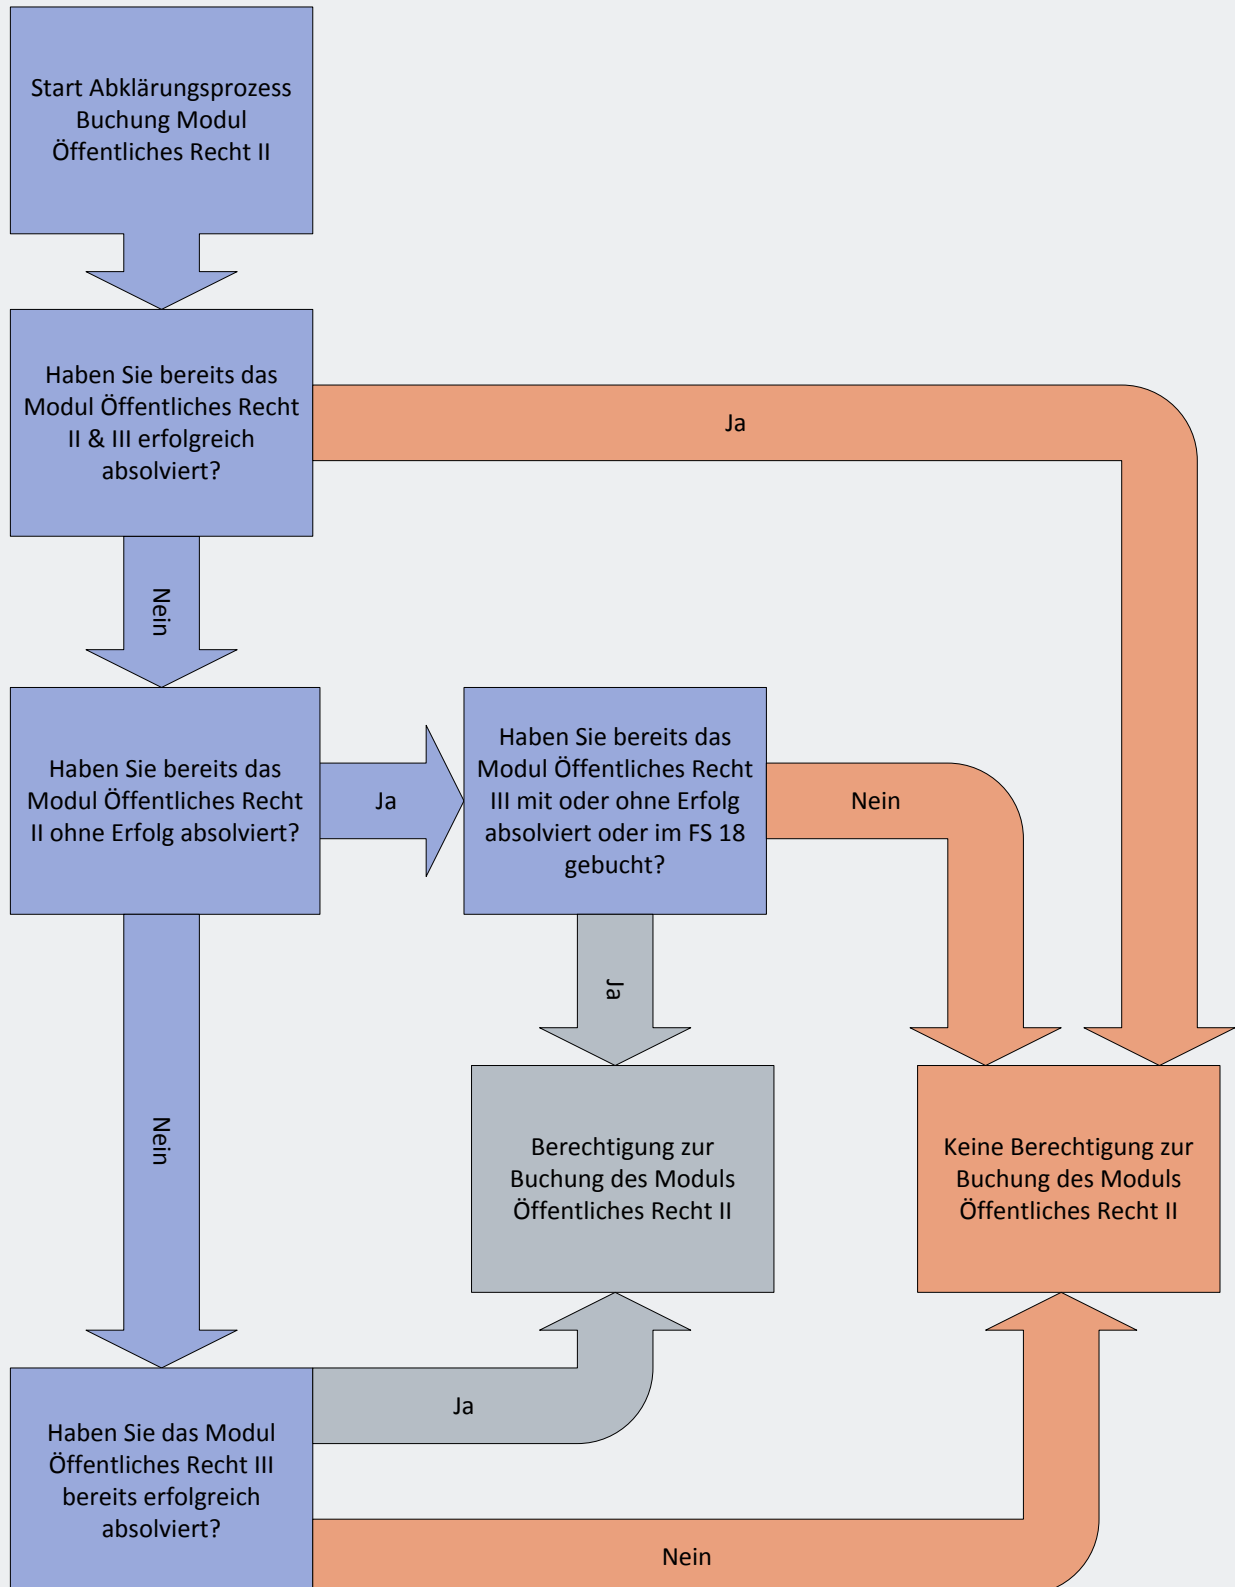 Start Abklärungsprozess
Buchung Modul
Öffentliches Recht II
Haben Sie bereits das
Modul Öffentliches Recht
II & III erfolgreich
absolviert?
Ja
Nein
Haben Sie bereits das
Modul Öffentliches Recht
II ohne Erfolg absolviert?
Ja
Haben Sie bereits das
Modul Öffentliches Recht
III mit oder ohne Erfolg
absolviert oder im FS 18
gebucht?
Nein
Ja
Nein
Berechtigung zur
Buchung des Moduls
Öffentliches Recht II
Keine Berechtigung zur
Buchung des Moduls
Öffentliches Recht II
Haben Sie das Modul
Öffentliches Recht III
bereits erfolgreich
absolviert?
Ja
Nein